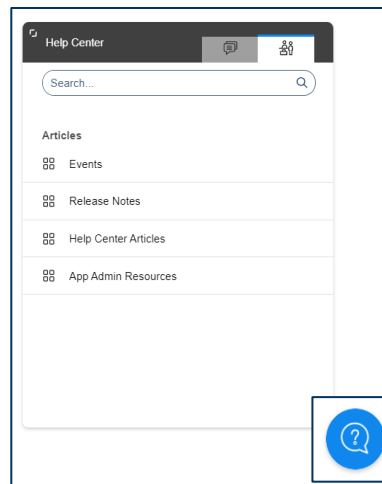 Help Center
Search...
Articles
Events
Release Notes
Help Center Articles
App Admin Resources
?